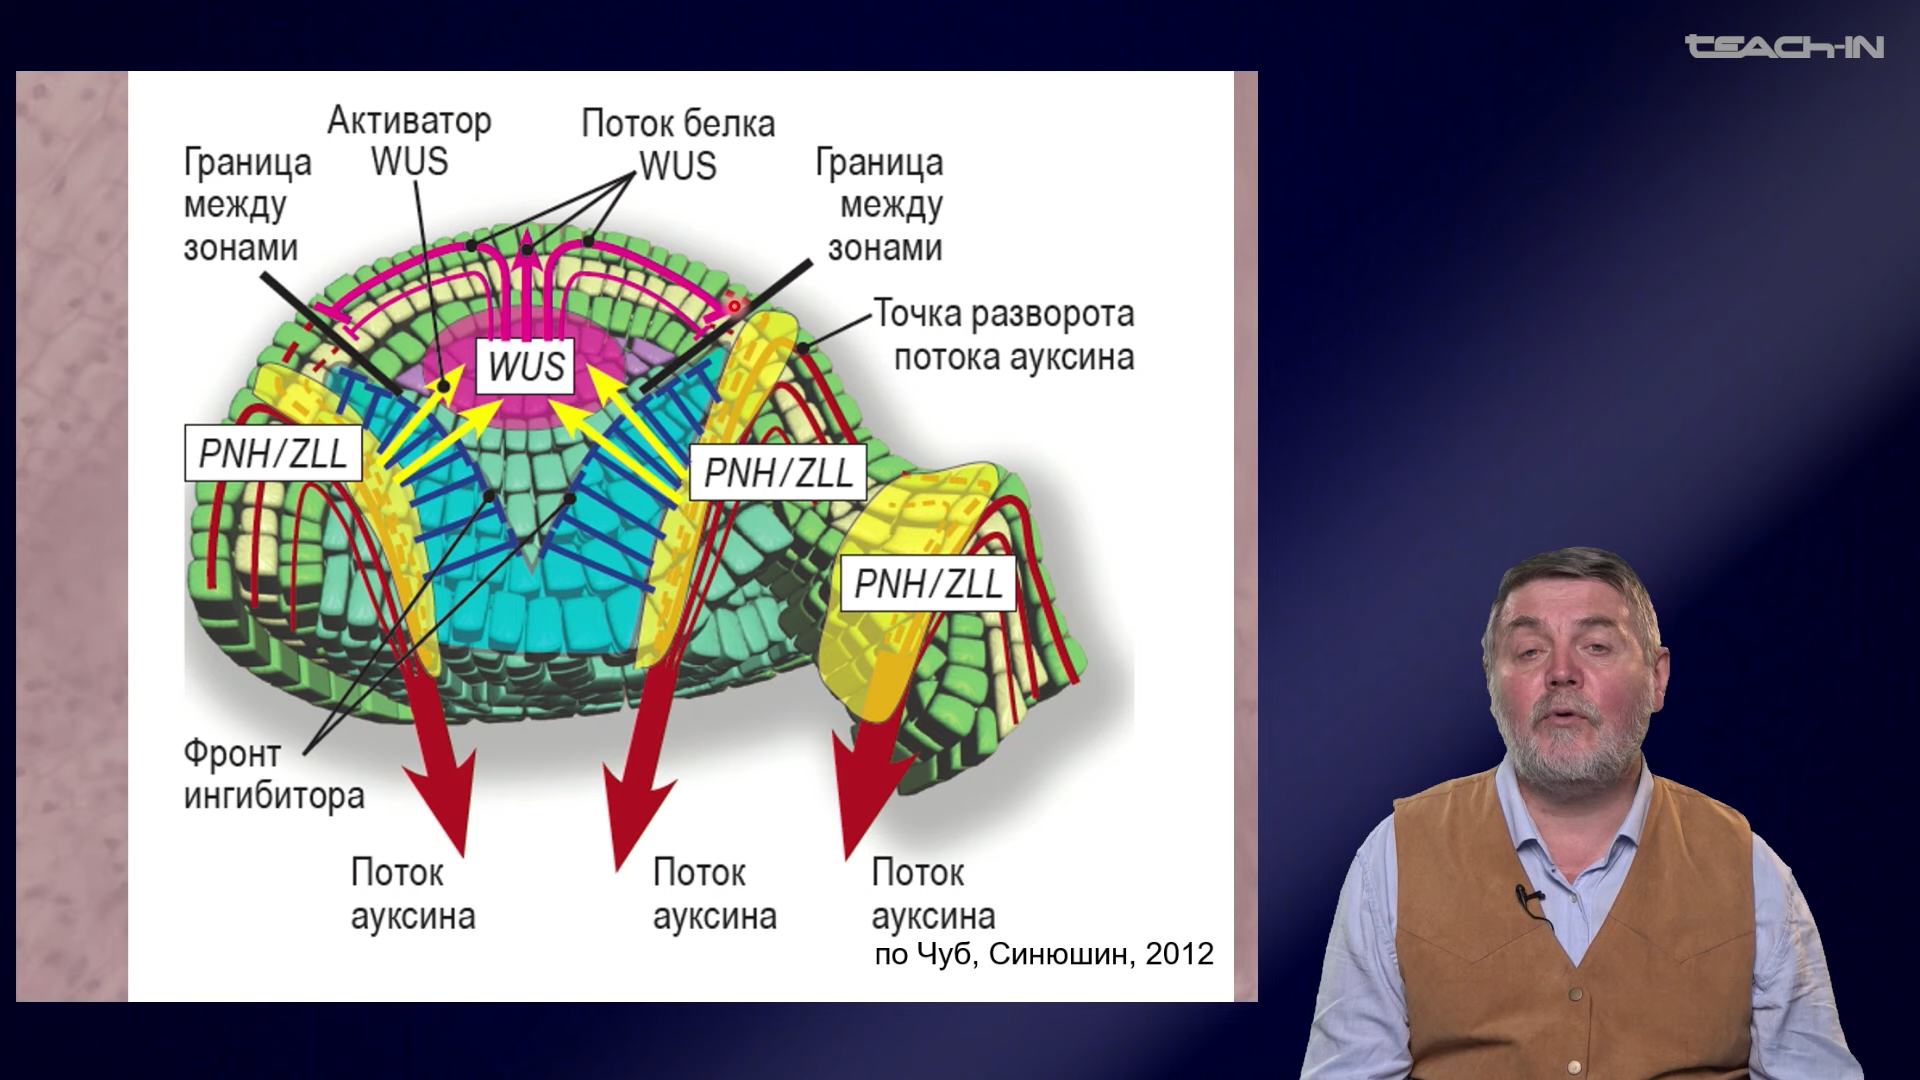 TEACH-IN
Активатор
WUS
Поток белка
WUS
Граница
между
зонами
Граница
между
зонами
Точка разворота
потока ауксина
WUS
PNH/ZLL
PNH/ZLL
PNH/ZLL
Фронт
ингибитора
Поток
ауксина
Поток
ауксина
Поток
ауксина
по Чуб, Синюшин, 2012